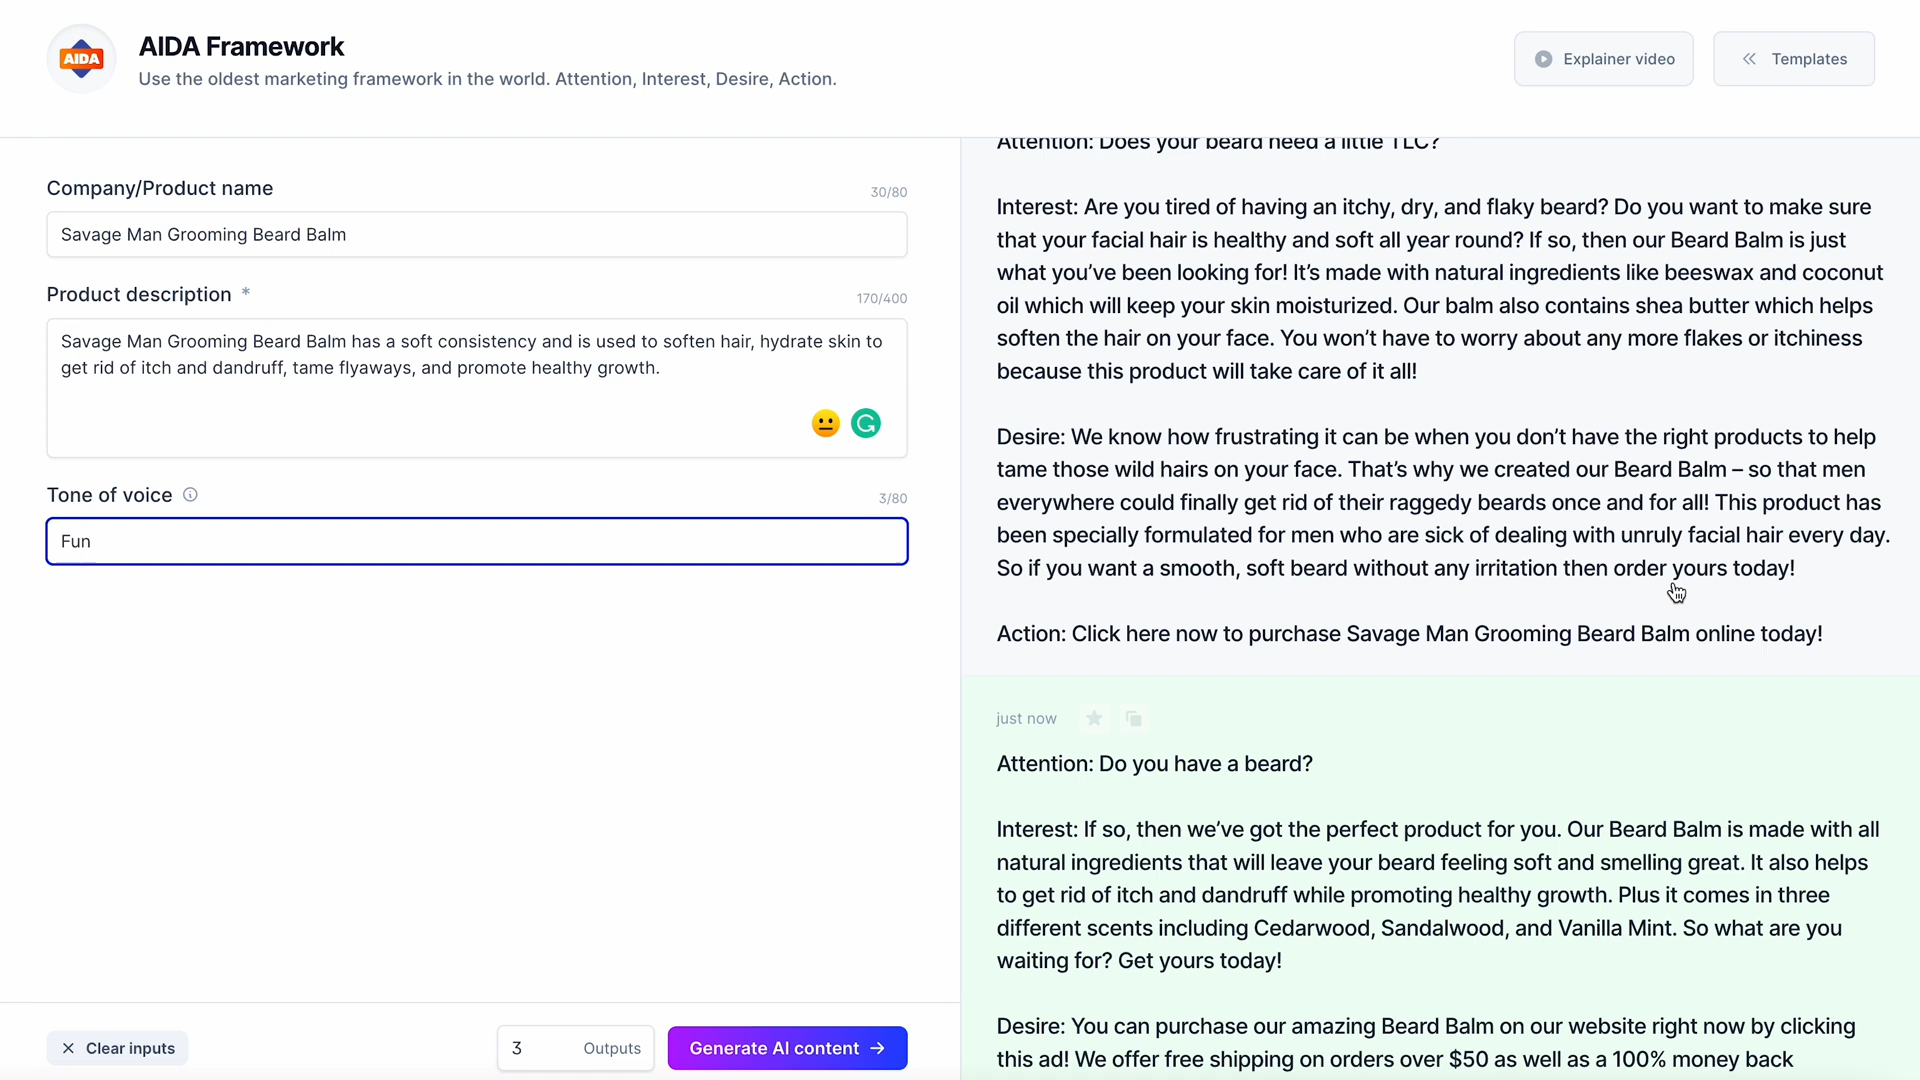 AIDA
AIDA Framework
Use the oldest marketing framework in the world. Attention, Interest, Desire, Action.
Explainer video
Templates
Company/Product name
30/80
Savage Man Grooming Beard Balm
Product description *
170/400
Savage Man Grooming Beard Balm has a soft consistency and is used to soften hair, hydrate skin to
get rid of itch and dandruff, tame flyaways, and promote healthy growth.
Tone of voice
3/80
Fun
Clear inputs
3 Outputs
Generate AI content
Attention: Does your beard need a little TLC?
Interest: Are you tired of having an itchy, dry, and flaky beard? Do you want to make sure
that your facial hair is healthy and soft all year round? If so, then our Beard Balm is just
what you’ve been looking for! It’s made with natural ingredients like beeswax and coconut
oil which will keep your skin moisturized. Our balm also contains shea butter which helps
soften the hair on your face. You won’t have to worry about any more flakes or itchiness
because this product will take care of it all!
Desire: We know how frustrating it can be when you don’t have the right products to help
tame those wild hairs on your face. That’s why we created our Beard Balm – so that men
everywhere could finally get rid of their raggedy beards once and for all! This product has
been specially formulated for men who are sick of dealing with unruly facial hair every day.
So if you want a smooth, soft beard without any irritation then order yours today!
Action: Click here now to purchase Savage Man Grooming Beard Balm online today!
just now
Attention: Do you have a beard?
Interest: If so, then we’ve got the perfect product for you. Our Beard Balm is made with all
natural ingredients that will leave your beard feeling soft and smelling great. It also helps
to get rid of itch and dandruff while promoting healthy growth. Plus it comes in three
different scents including Cedarwood, Sandalwood, and Vanilla Mint. So what are you
waiting for? Get yours today!
Desire: You can purchase our amazing Beard Balm on our website right now by clicking
this ad! We offer free shipping on orders over $50 as well as a 100% money back